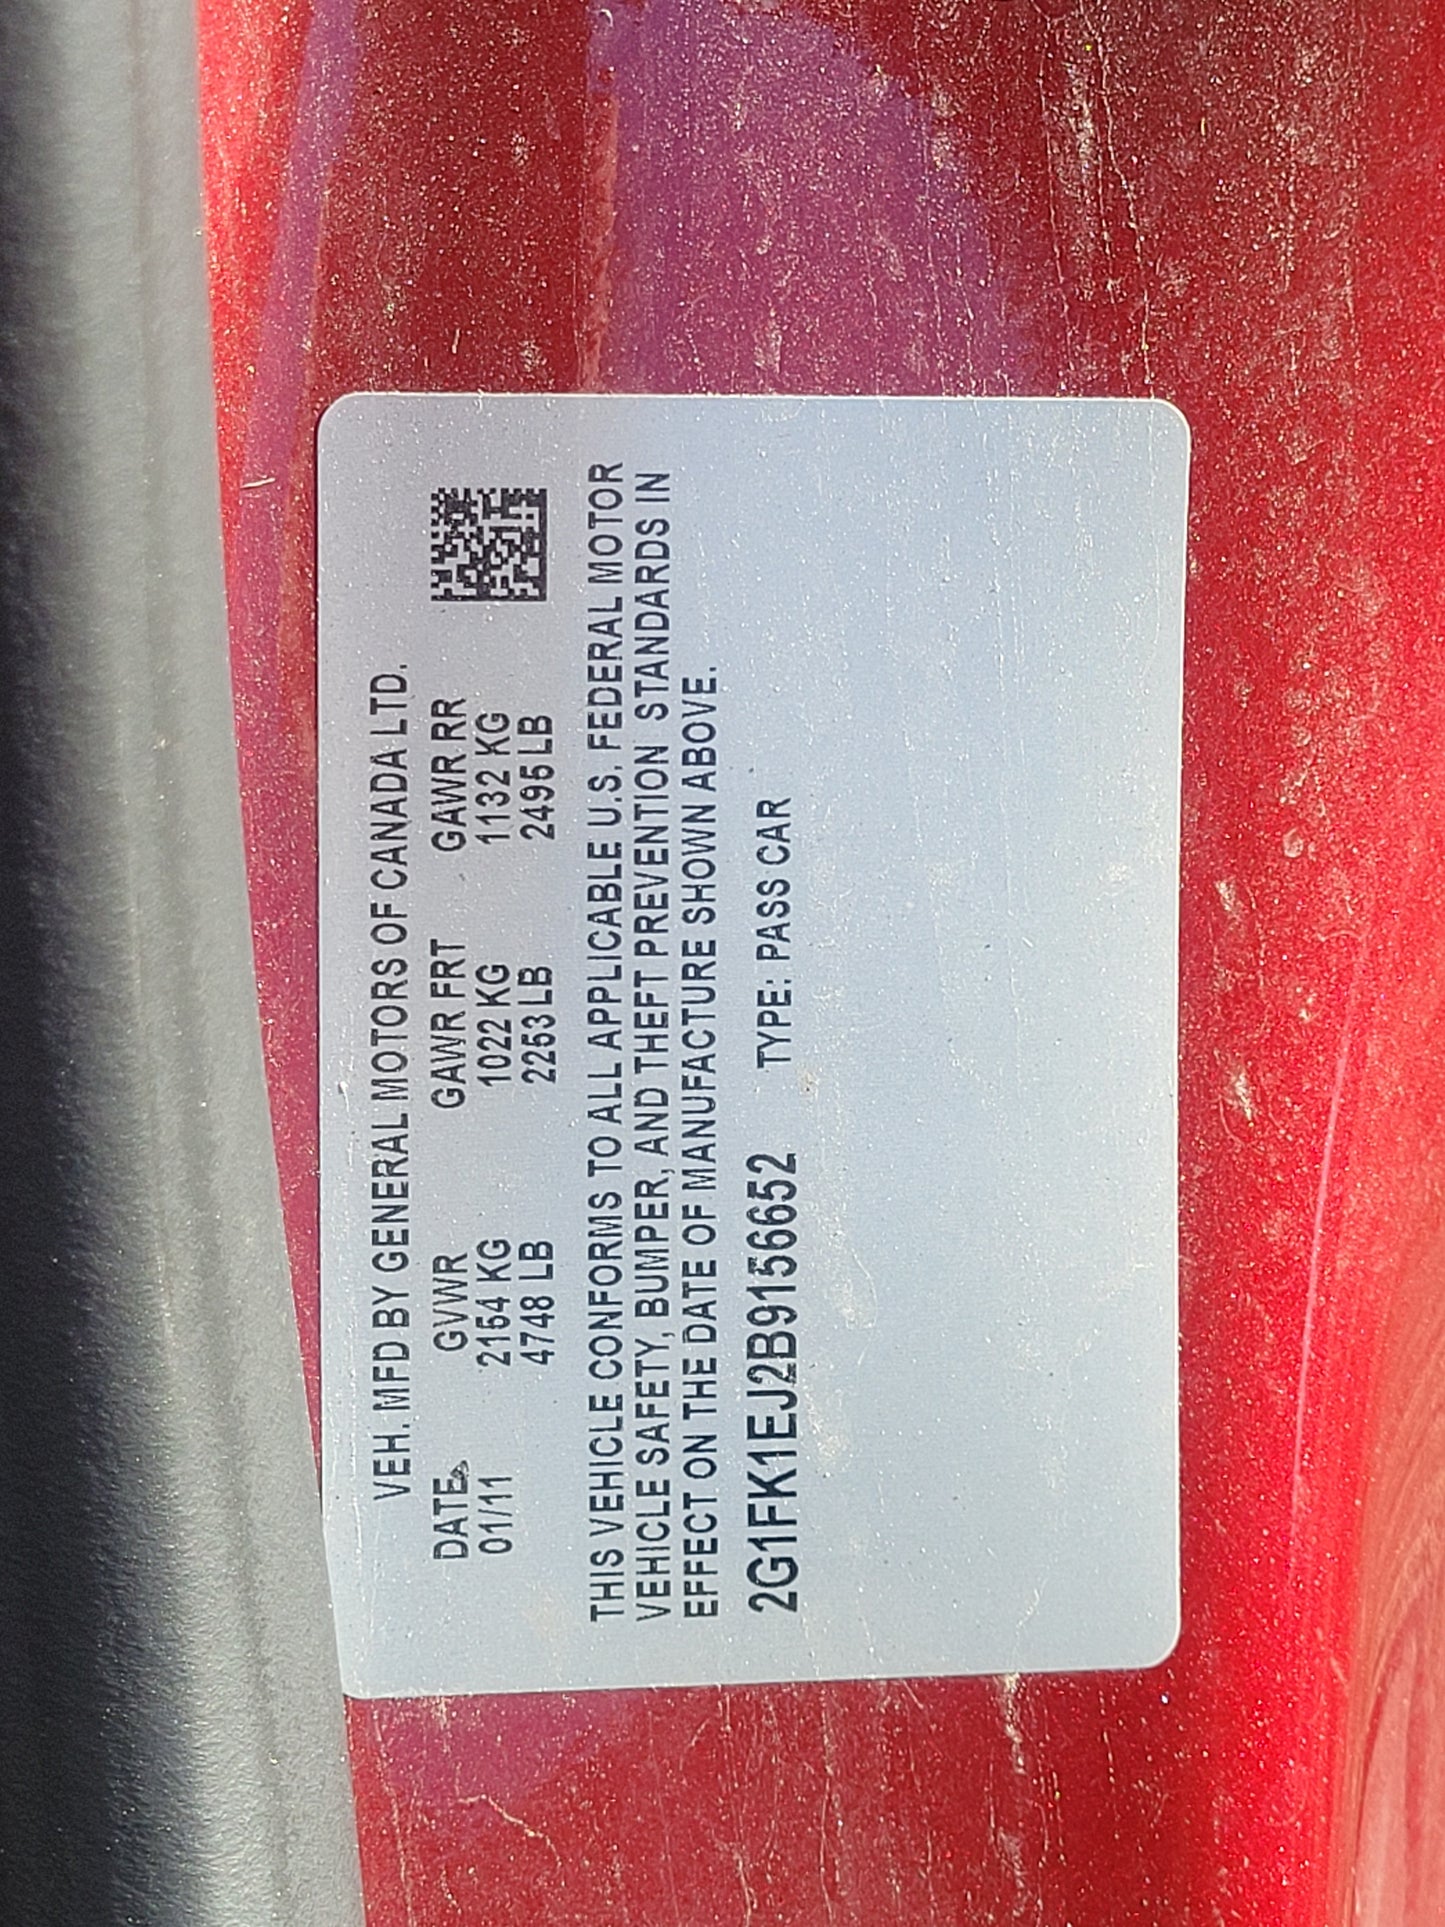 VEH. MFD BY GENERAL MOTORS OF CANADA LTD.
DATE GVWR GAWR FRT GAWR RR
01/11 2154 KG 1022 KG 1132 KG
4748 LB 2253 LB 2495 LB
THIS VEHICLE CONFORMS TO ALL APPLICABLE U.S. FEDERAL MOTOR
VEHICLE SAFETY, BUMPER, AND THEFT PREVENTION STANDARDS IN
EFFECT ON THE DATE OF MANUFACTURE SHOWN ABOVE.
2G1FK1EJ2B9156652 TYPE: PASS CAR